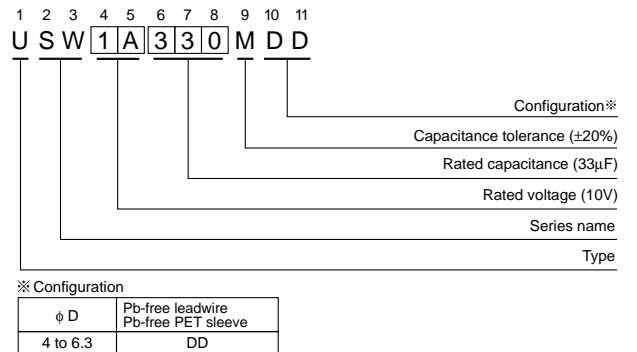 1 2 3 4 5 6 7 8 9 10 11
U S W 1 A 3 3 0 M D D
Configuration※
Capacitance tolerance (±20%)
Rated capacitance (33µF)
Rated voltage (10V)
Series name
Type
※ Configuration
ϕ D
Pb-free leadwire
Pb-free PET sleeve
4 to 6.3
DD